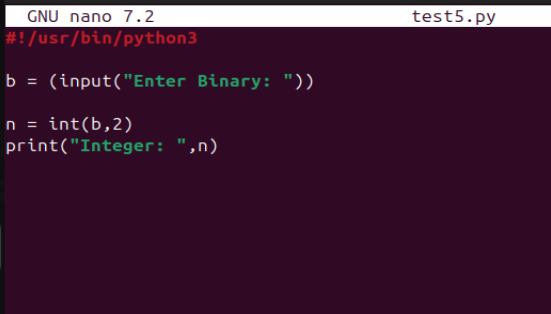 GNU nano 7.2 test5.py
#!/usr/bin/python3
b = (input("Enter Binary: "))
n = int(b,2)
print("Integer: ",n)